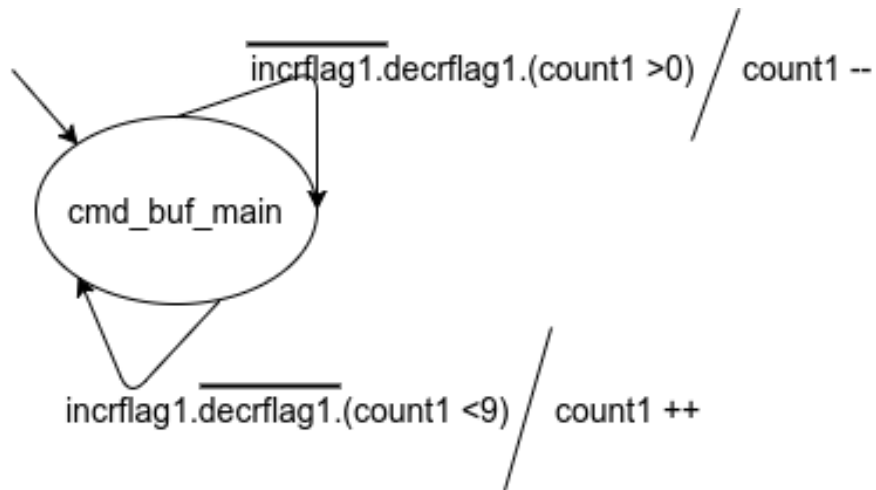 incrflag1.decrflag1.(count1 >0) / count1 --
cmd_buf_main
incrflag1.decrflag1.(count1 <9) / count1 ++